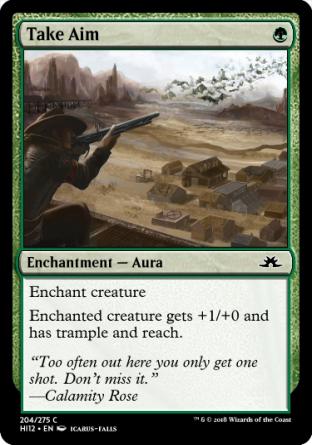 Take Aim
Enchantment — Aura
Enchant creature
Enchanted creature gets +1/+0 and
has trample and reach.
"Too often out here you only get one
shot. Don't miss it."
—Calamity Rose
204/275 C
HI12 • EN ICARUS-FALLS
™ & © 2018 Wizards of the Coast